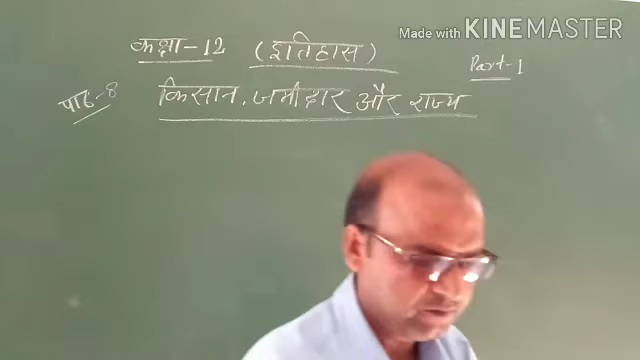 Made with KINEMASTER
कक्षा-12 (इतिहास)
Part-1
पाठ-8 किसान, जमींदार और राज्य